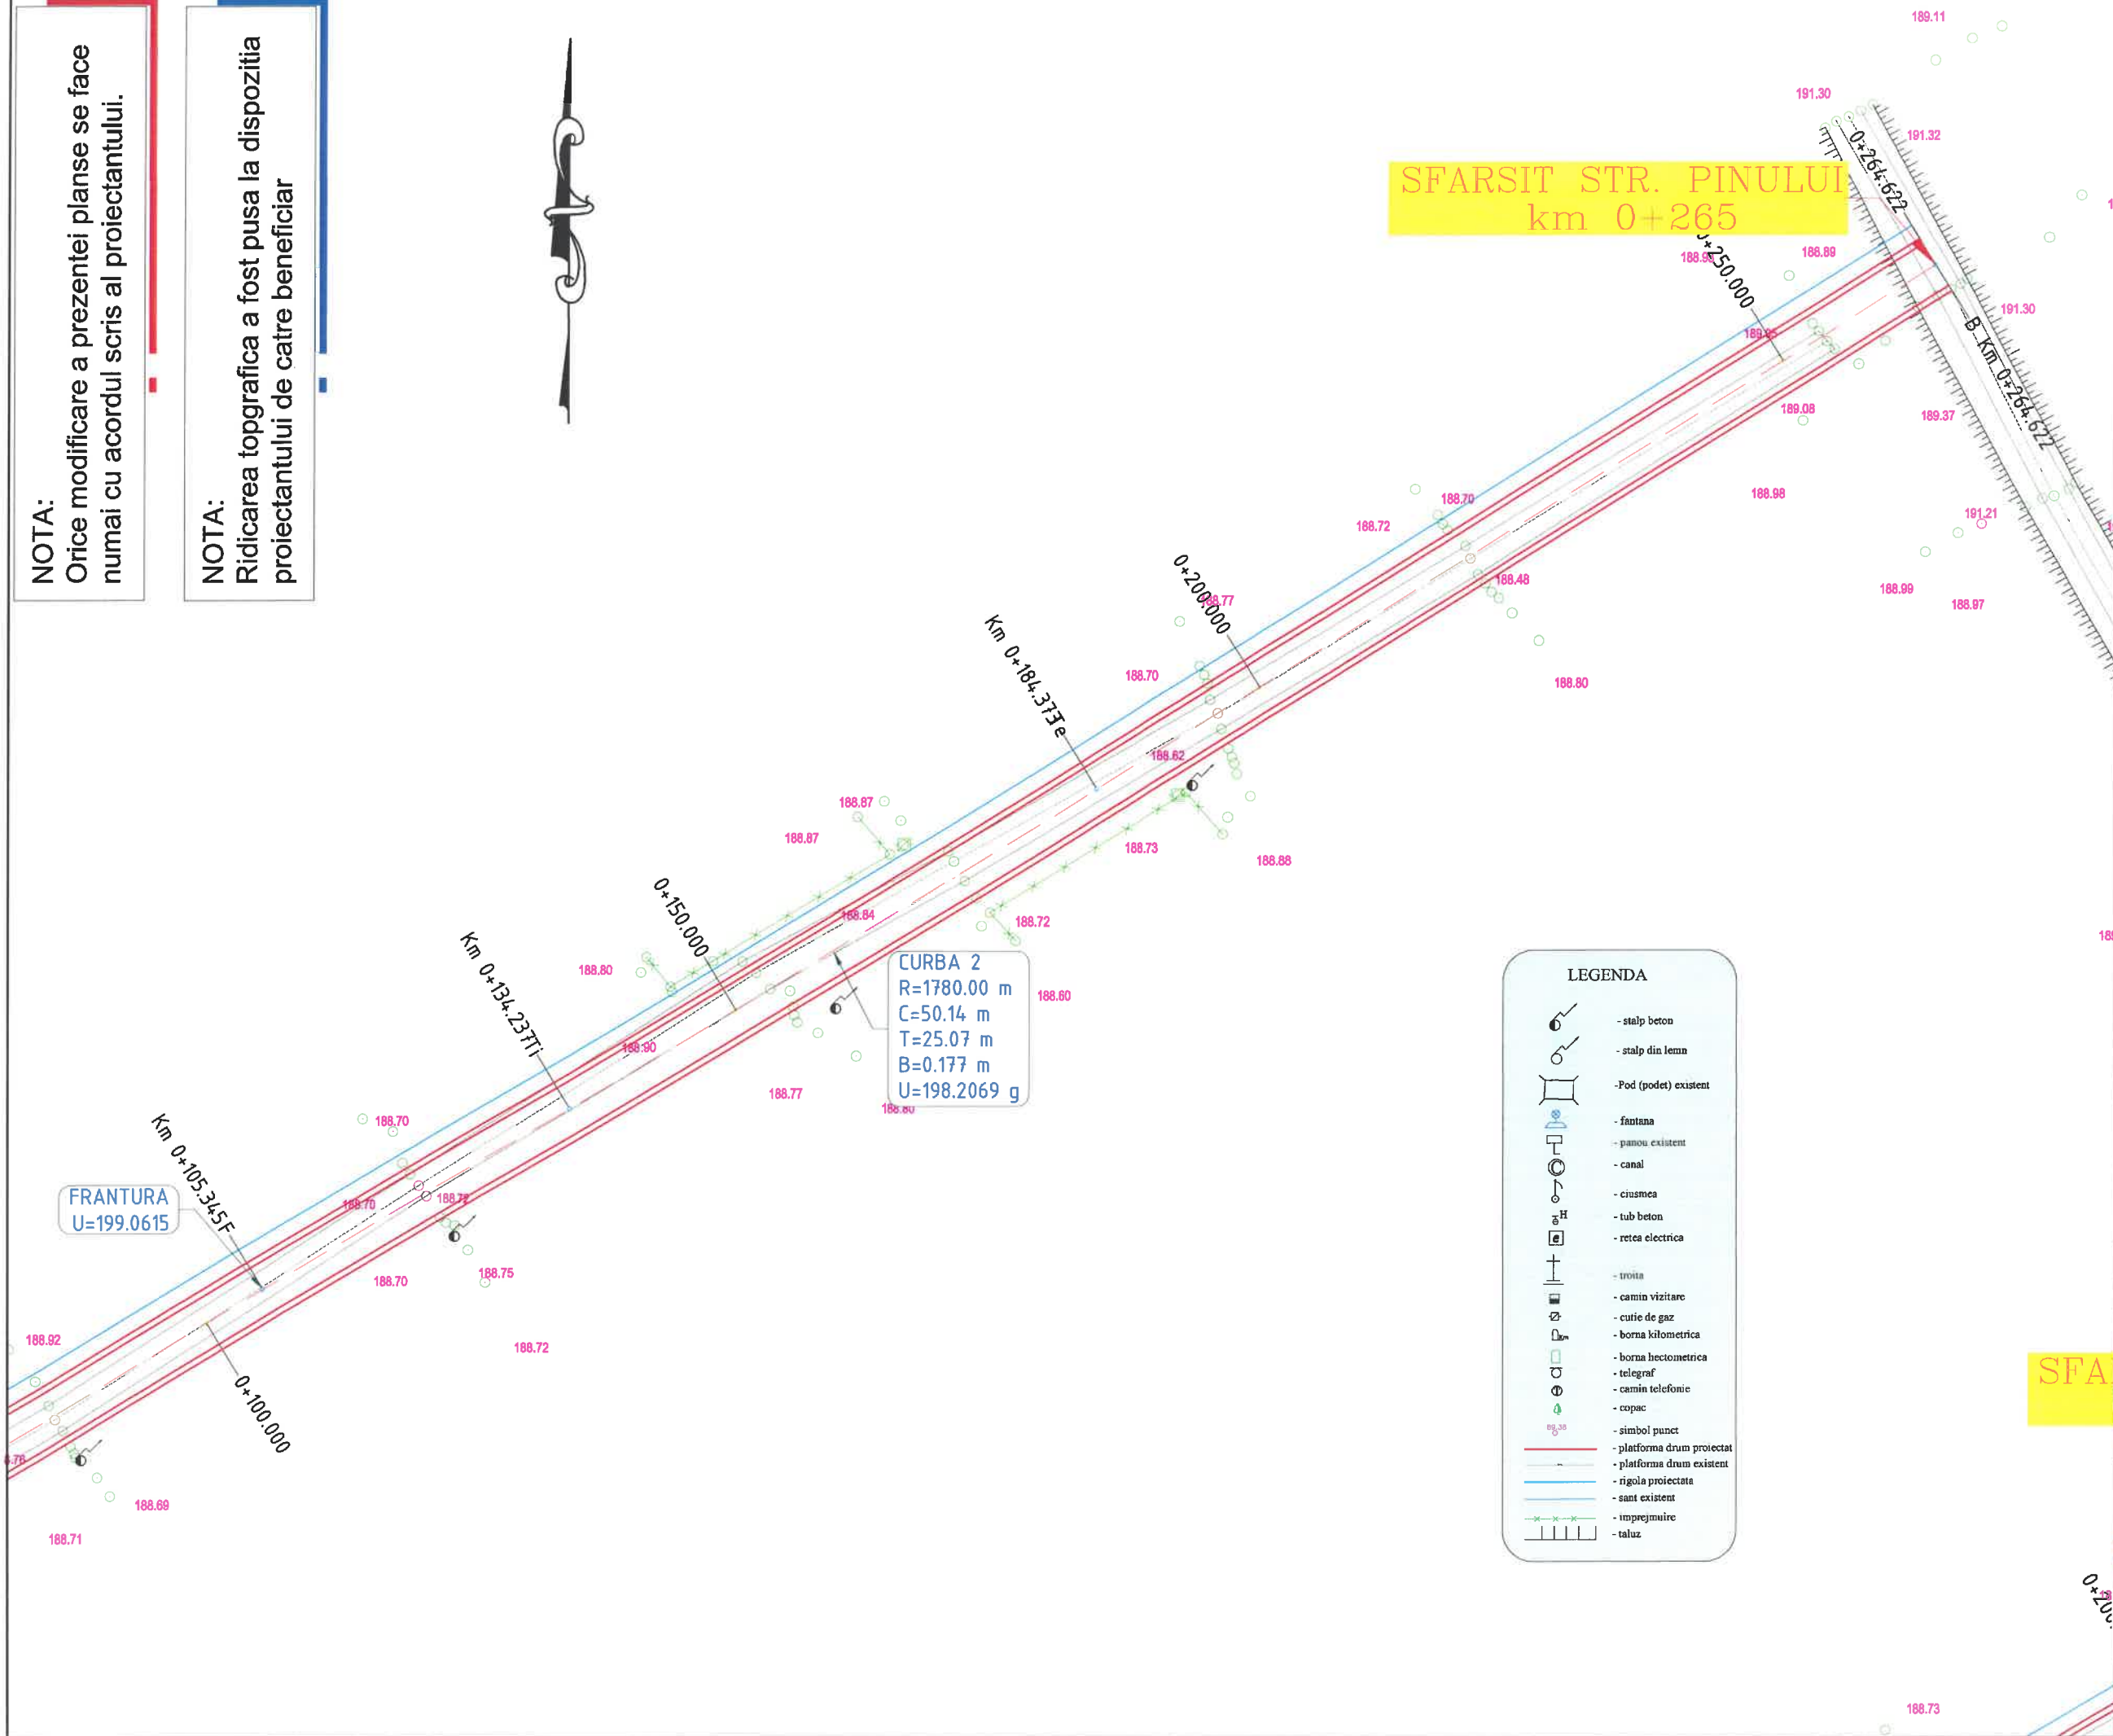 NOTA:
Orice modificare a prezentei planse se face
numai cu acordul scris al proiectantului.
NOTA:
Ridicarea topografica a fost pusa la dispozitia
proiectantului de catre beneficiar
189.11
191.30
191.32
0+264.622
SFARSIT STR. PINULUI
km 0+265
188.89
0+250.000
191.30
B Km 0+264.622
189.08
189.37
188.98
188.70
188.72
191.21
188.48
188.99
188.97
0+200.000
188.77
Km 0+184.373Te
188.70
188.80
188.62
188.87
188.87
188.73
188.88
0+150.000
188.84
188.72
Km 0+134.237Ti
188.80
CURBA 2
R=1780.00 m
C=50.14 m
T=25.07 m
B=0.177 m
U=198.2069 g
188.60
188.90
188.77
188.80
Km 0+105.345F
188.70
FRANTURA
U=199.0615
188.70
188.72
188.70
188.75
188.92
188.72
0+100.000
188.69
188.71
LEGENDA
- stalp beton
- stalp din lemn
-Pod (podet) existent
- fantana
- panou existent
- canal
- ciusmea
- tub beton
- retea electrica
- troita
- camin vizitare
- cutie de gaz
- borna kilometrica
- borna hectometrica
- telegraf
- camin telefonie
- copac
- simbol punct
- platforma drum proiectat
- platforma drum existent
- rigola proiectata
- sant existent
- imprejmuire
- taluz
SFA
188.73